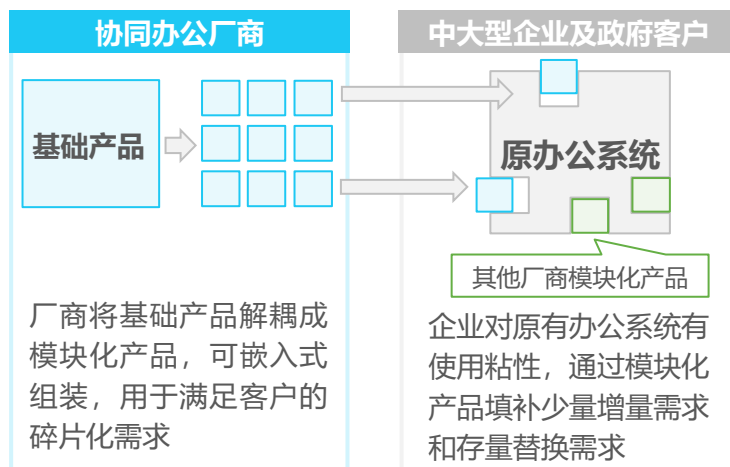 协同办公厂商
基础产品
厂商将基础产品解耦成
模块化产品，可嵌入式
组装，用于满足客户的
碎片化需求
中大型企业及政府客户
原办公系统
其他厂商模块化产品
企业对原有办公系统有
使用粘性，通过模块化
产品填补少量增量需求
和存量替换需求